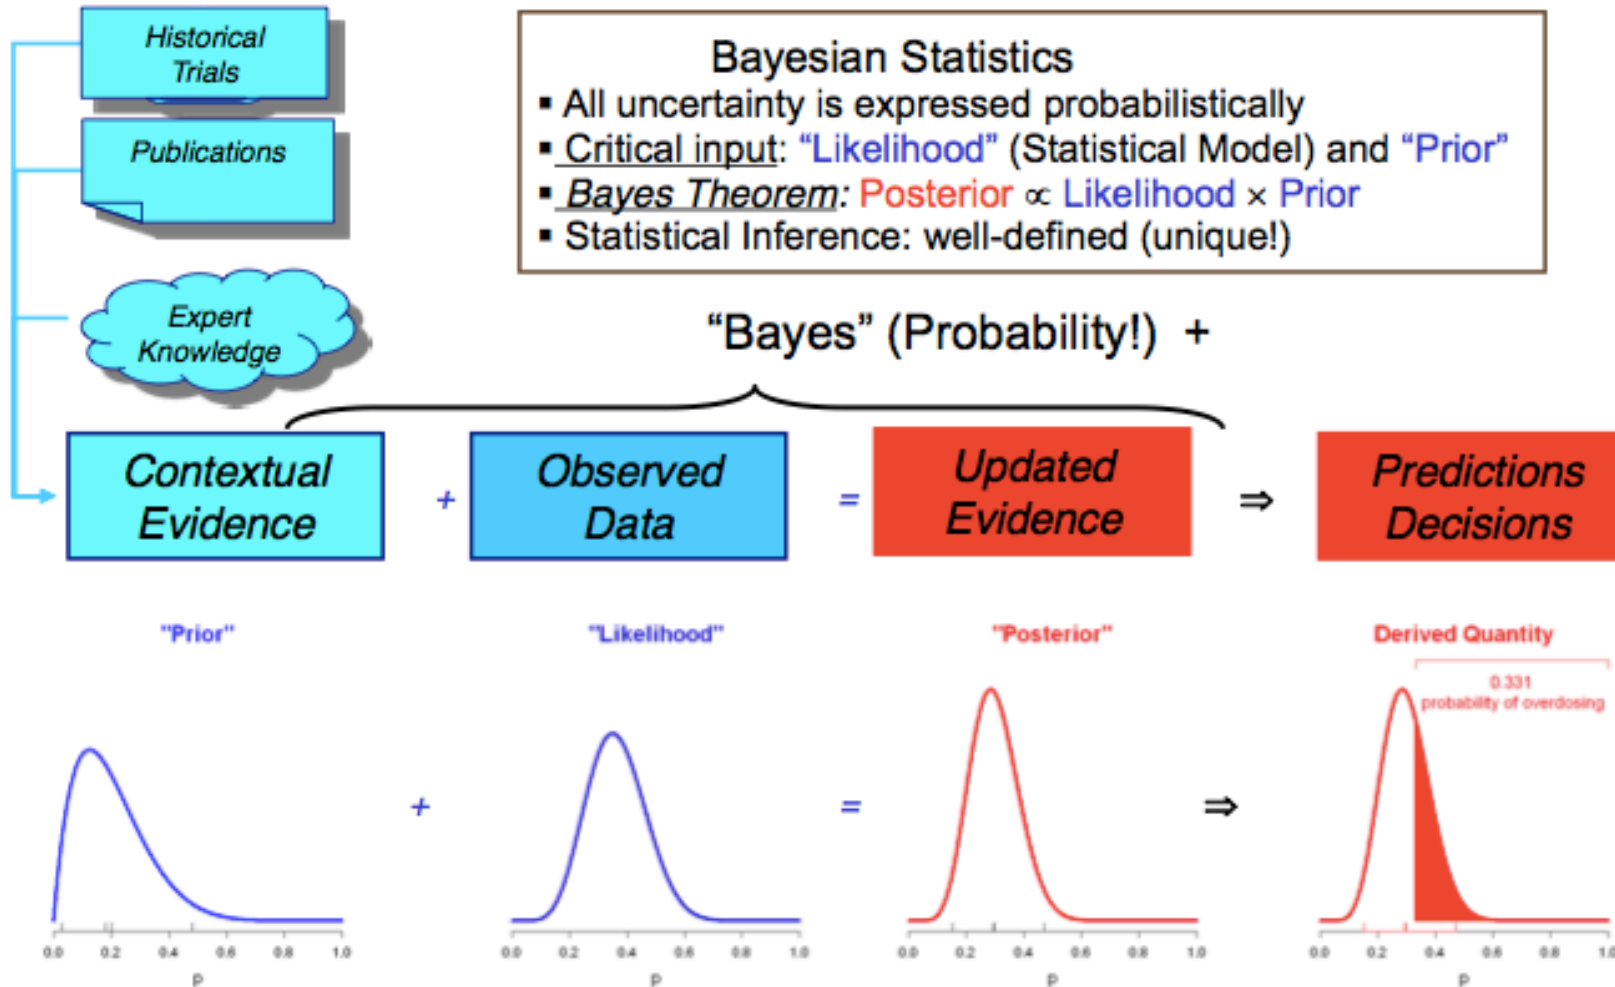 Historical
Trials
Publications
Expert
Knowledge
Bayesian Statistics
▪ All uncertainty is expressed probabilistically
▪ Critical input: “Likelihood” (Statistical Model) and “Prior”
▪ Bayes Theorem: Posterior ∝ Likelihood × Prior
▪ Statistical Inference: well-defined (unique!)
“Bayes” (Probability!) +
Contextual
Evidence
+
Observed
Data
=
Updated
Evidence
⇒
Predictions
Decisions
"Prior"
"Likelihood"
"Posterior"
Derived Quantity
0.331
probability of overdosing
+
=
⇒
0.0 0.2 0.4 0.6 0.8 1.0
P
0.0 0.2 0.4 0.6 0.8 1.0
P
0.0 0.2 0.4 0.6 0.8 1.0
P
0.0 0.2 0.4 0.6 0.8 1.0
P